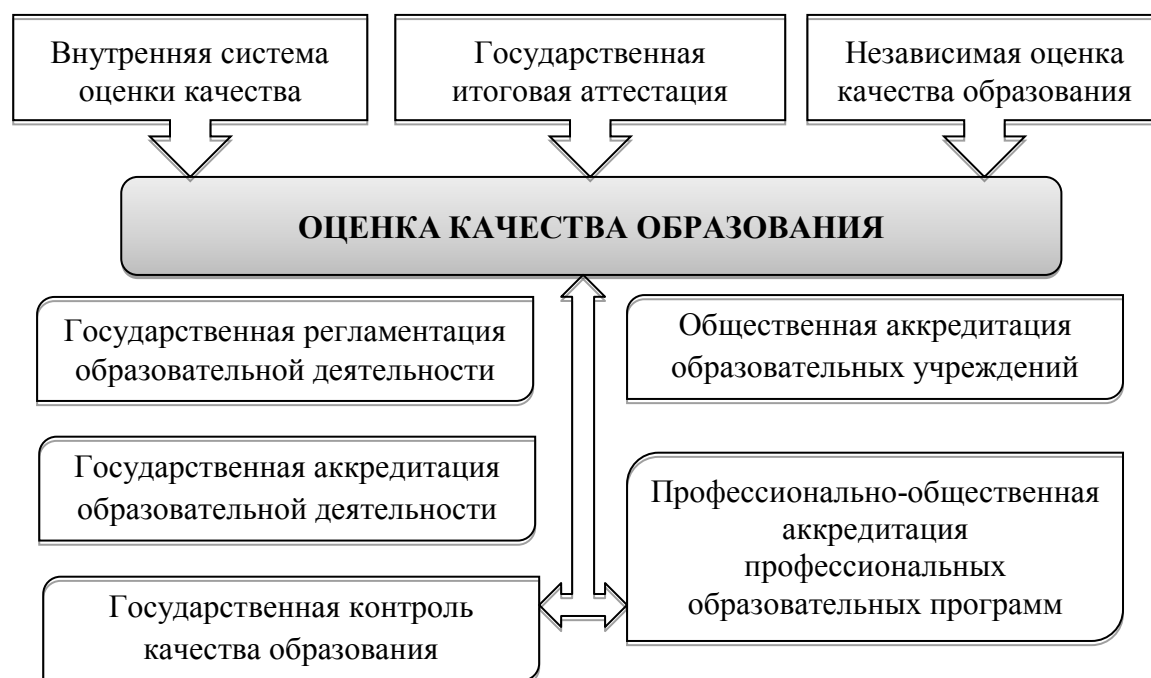 Внутренняя система
оценки качества
Государственная
итоговая аттестация
Независимая оценка
качества образования
ОЦЕНКА КАЧЕСТВА ОБРАЗОВАНИЯ
Государственная регламентация
образовательной деятельности
Общественная аккредитация
образовательных учреждений
Государственная аккредитация
образовательной деятельности
Профессионально-общественная
аккредитация
профессиональных
образовательных программ
Государственная контроль
качества образования